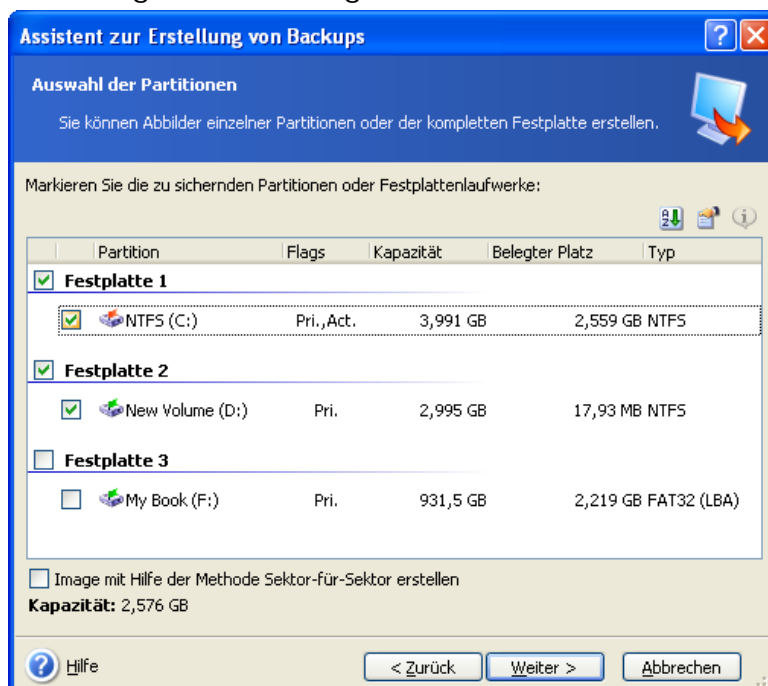 Assistent zur Erstellung von Backups
Auswahl der Partitionen
Sie können Abbilder einzelner Partitionen oder der kompletten Festplatte erstellen.
Markieren Sie die zu sichernden Partitionen oder Festplattenlaufwerke:
Partition Flags Kapazität Belegter Platz Typ
Festplatte 1
NTFS (C:) Pri.,Act. 3,991 GB 2,559 GB NTFS
Festplatte 2
New Volume (D:) Pri. 2,995 GB 17,93 MB NTFS
Festplatte 3
My Book (F:) Pri. 931,5 GB 2,219 GB FAT32 (LBA)
Image mit Hilfe der Methode Sektor-für-Sektor erstellen
Kapazität: 2,576 GB
Hilfe < Zurück Weiter > Abbrechen